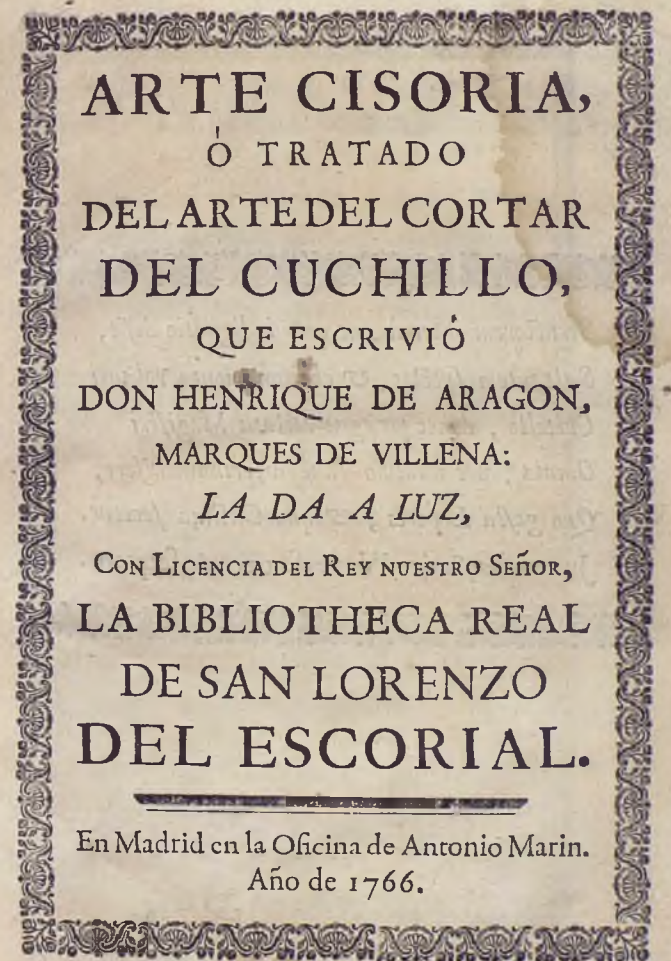 ARTE CISORIA,
Ò TRATADO
DEL ARTE DEL CORTAR
DEL CUCHILLO,
QUE ESCRIVIÓ
DON HENRIQUE DE ARAGON,
MARQUES DE VILLENA:
LA DA A LUZ,
CON LICENCIA DEL REY NUESTRO SEñOR,
LA BIBLIOTHECA REAL
DE SAN LORENZO
DEL ESCORIAL.
En Madrid en la Oficina de Antonio Marin.
Año de 1766.